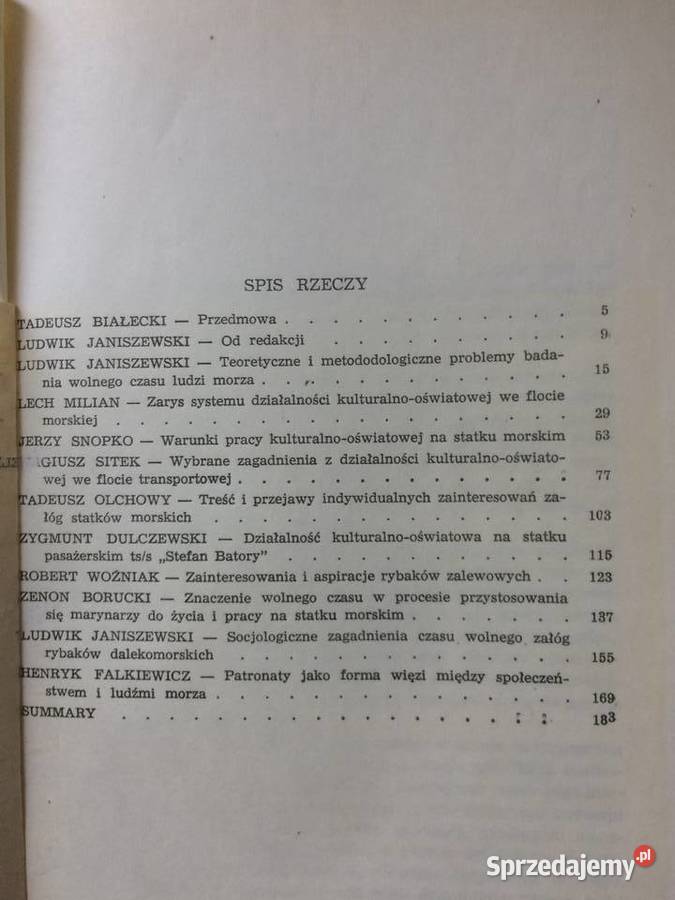 SPIS RZECZY
TADEUSZ BIAŁECKI — Przedmowa . . . . . . . . . . . 5
LUDWIK JANISZEWSKI — Od redakcji . . . . . . . . . . 9
LUDWIK JANISZEWSKI — Teoretyczne i metododologiczne problemy bada-
nia wolnego czasu ludzi morza . . . . . . . . . . . . 15
LECH MILIAN — Zarys systemu działalności kulturalno-oświatowej we flocie
morskiej . . . . . . . . . . . . . . . . . 29
JERZY SNOPKO — Warunki pracy kulturalno-oświatowej na statku morskim 53
GIUSZ SITEK — Wybrane zagadnienia z działalności kulturalno-oświato-
wej we flocie transportowej . . . . . . . . . . . . . 77
TADEUSZ OLCHOWY — Treść i przejawy indywidualnych zainteresowań za-
łóg statków morskich . . . . . . . . . . . . . . 103
ZYGMUNT DULCZEWSKI — Działalność kulturalno-oświatowa na statku
pasażerskim ts/s „Stefan Batory” . . . . . . . . . . . 115
ROBERT WOŹNIAK — Zainteresowania i aspiracje rybaków zalewowych . . 123
ZENON BORUCKI — Znaczenie wolnego czasu w procesie przystosowania
się marynarzy do życia i pracy na statku morskim . . . . . . 137
LUDWIK JANISZEWSKI — Socjologiczne zagadnienia czasu wolnego załóg
rybaków dalekomorskich . . . . . . . . . . . . . 155
HENRYK FALKIEWICZ — Patronaty jako forma więzi między społeczeń-
stwem i ludźmi morza . . . . . . . . . . . . . . 169
SUMMARY . . . . . . . . . . . . . . . . . 183
Sprzedajemy.pl